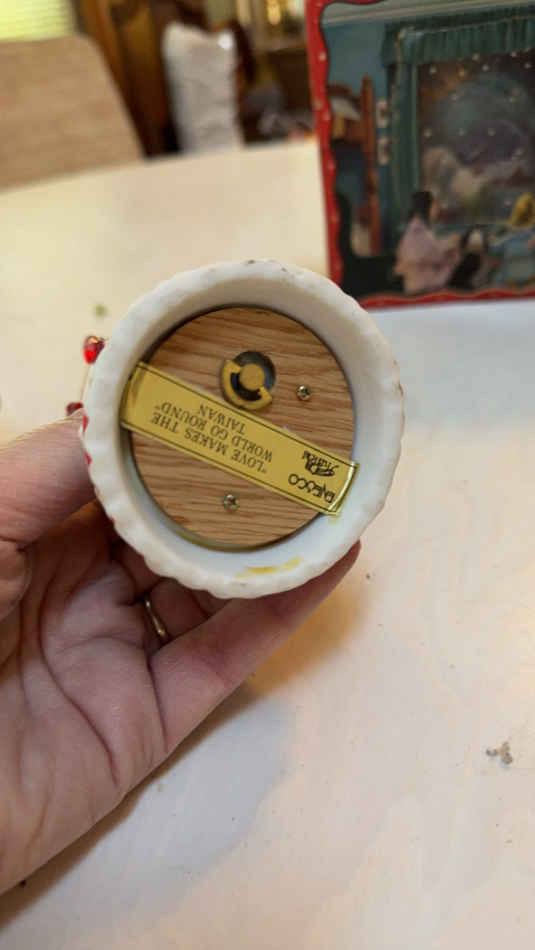 "LOVE MAKES THE
WORLD GO ROUND"
TAIWAN
ENESCO